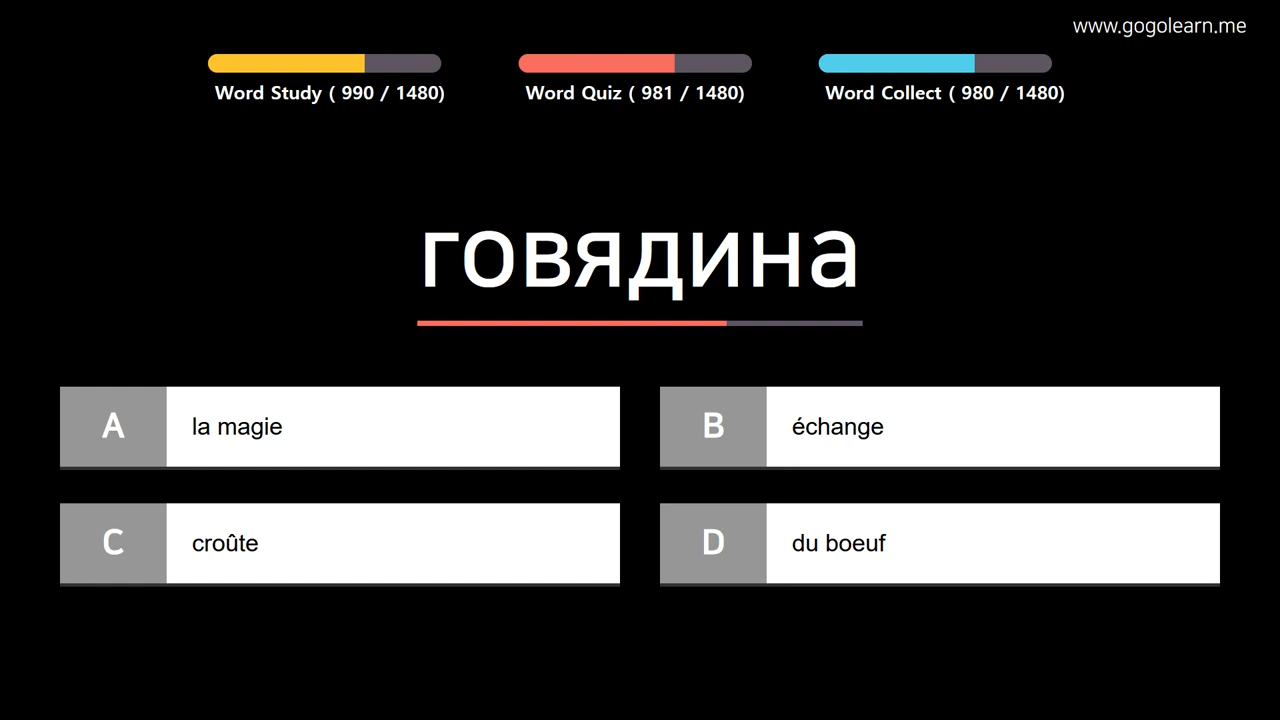 www.gogolearn.me
Word Study ( 990 / 1480)
Word Quiz ( 981 / 1480)
Word Collect ( 980 / 1480)
говядина
A la magie
B échange
C croûte
D du boeuf